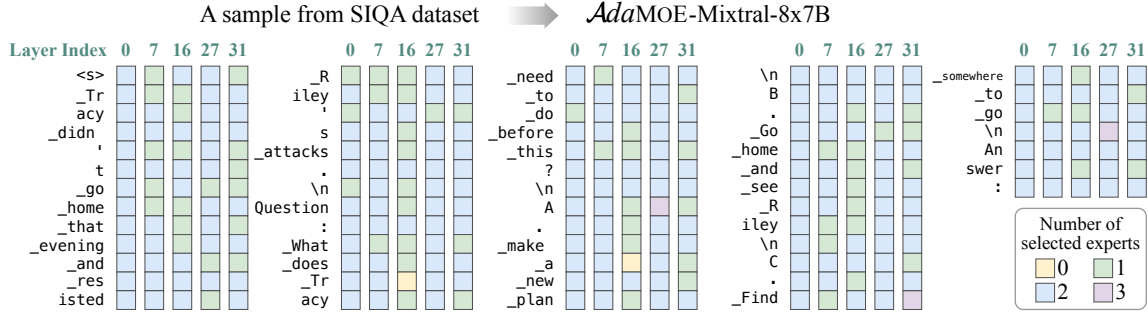 A sample from SIQA dataset
AdaMOE-Mixtral-8x7B
Layer Index 0 7 16 27 31
<s>
_Tr
acy
_didn
'
t
_go
_home
_that
_evening
_and
_res
isted
0 7 16 27 31
_R
iley
'
s
_attacks
.
\n
Question
:
_What
_does
_Tr
acy
0 7 16 27 31
_need
_to
_do
_before
_this
?
\n
A
.
_make
_a
_new
_plan
0 7 16 27 31
\n
B
.
_Go
_home
_and
_see
_R
iley
\n
C
.
_Find
0 7 16 27 31
_somewhere
_to
_go
\n
An
swer
:
Number of
selected experts
0 1
2 3